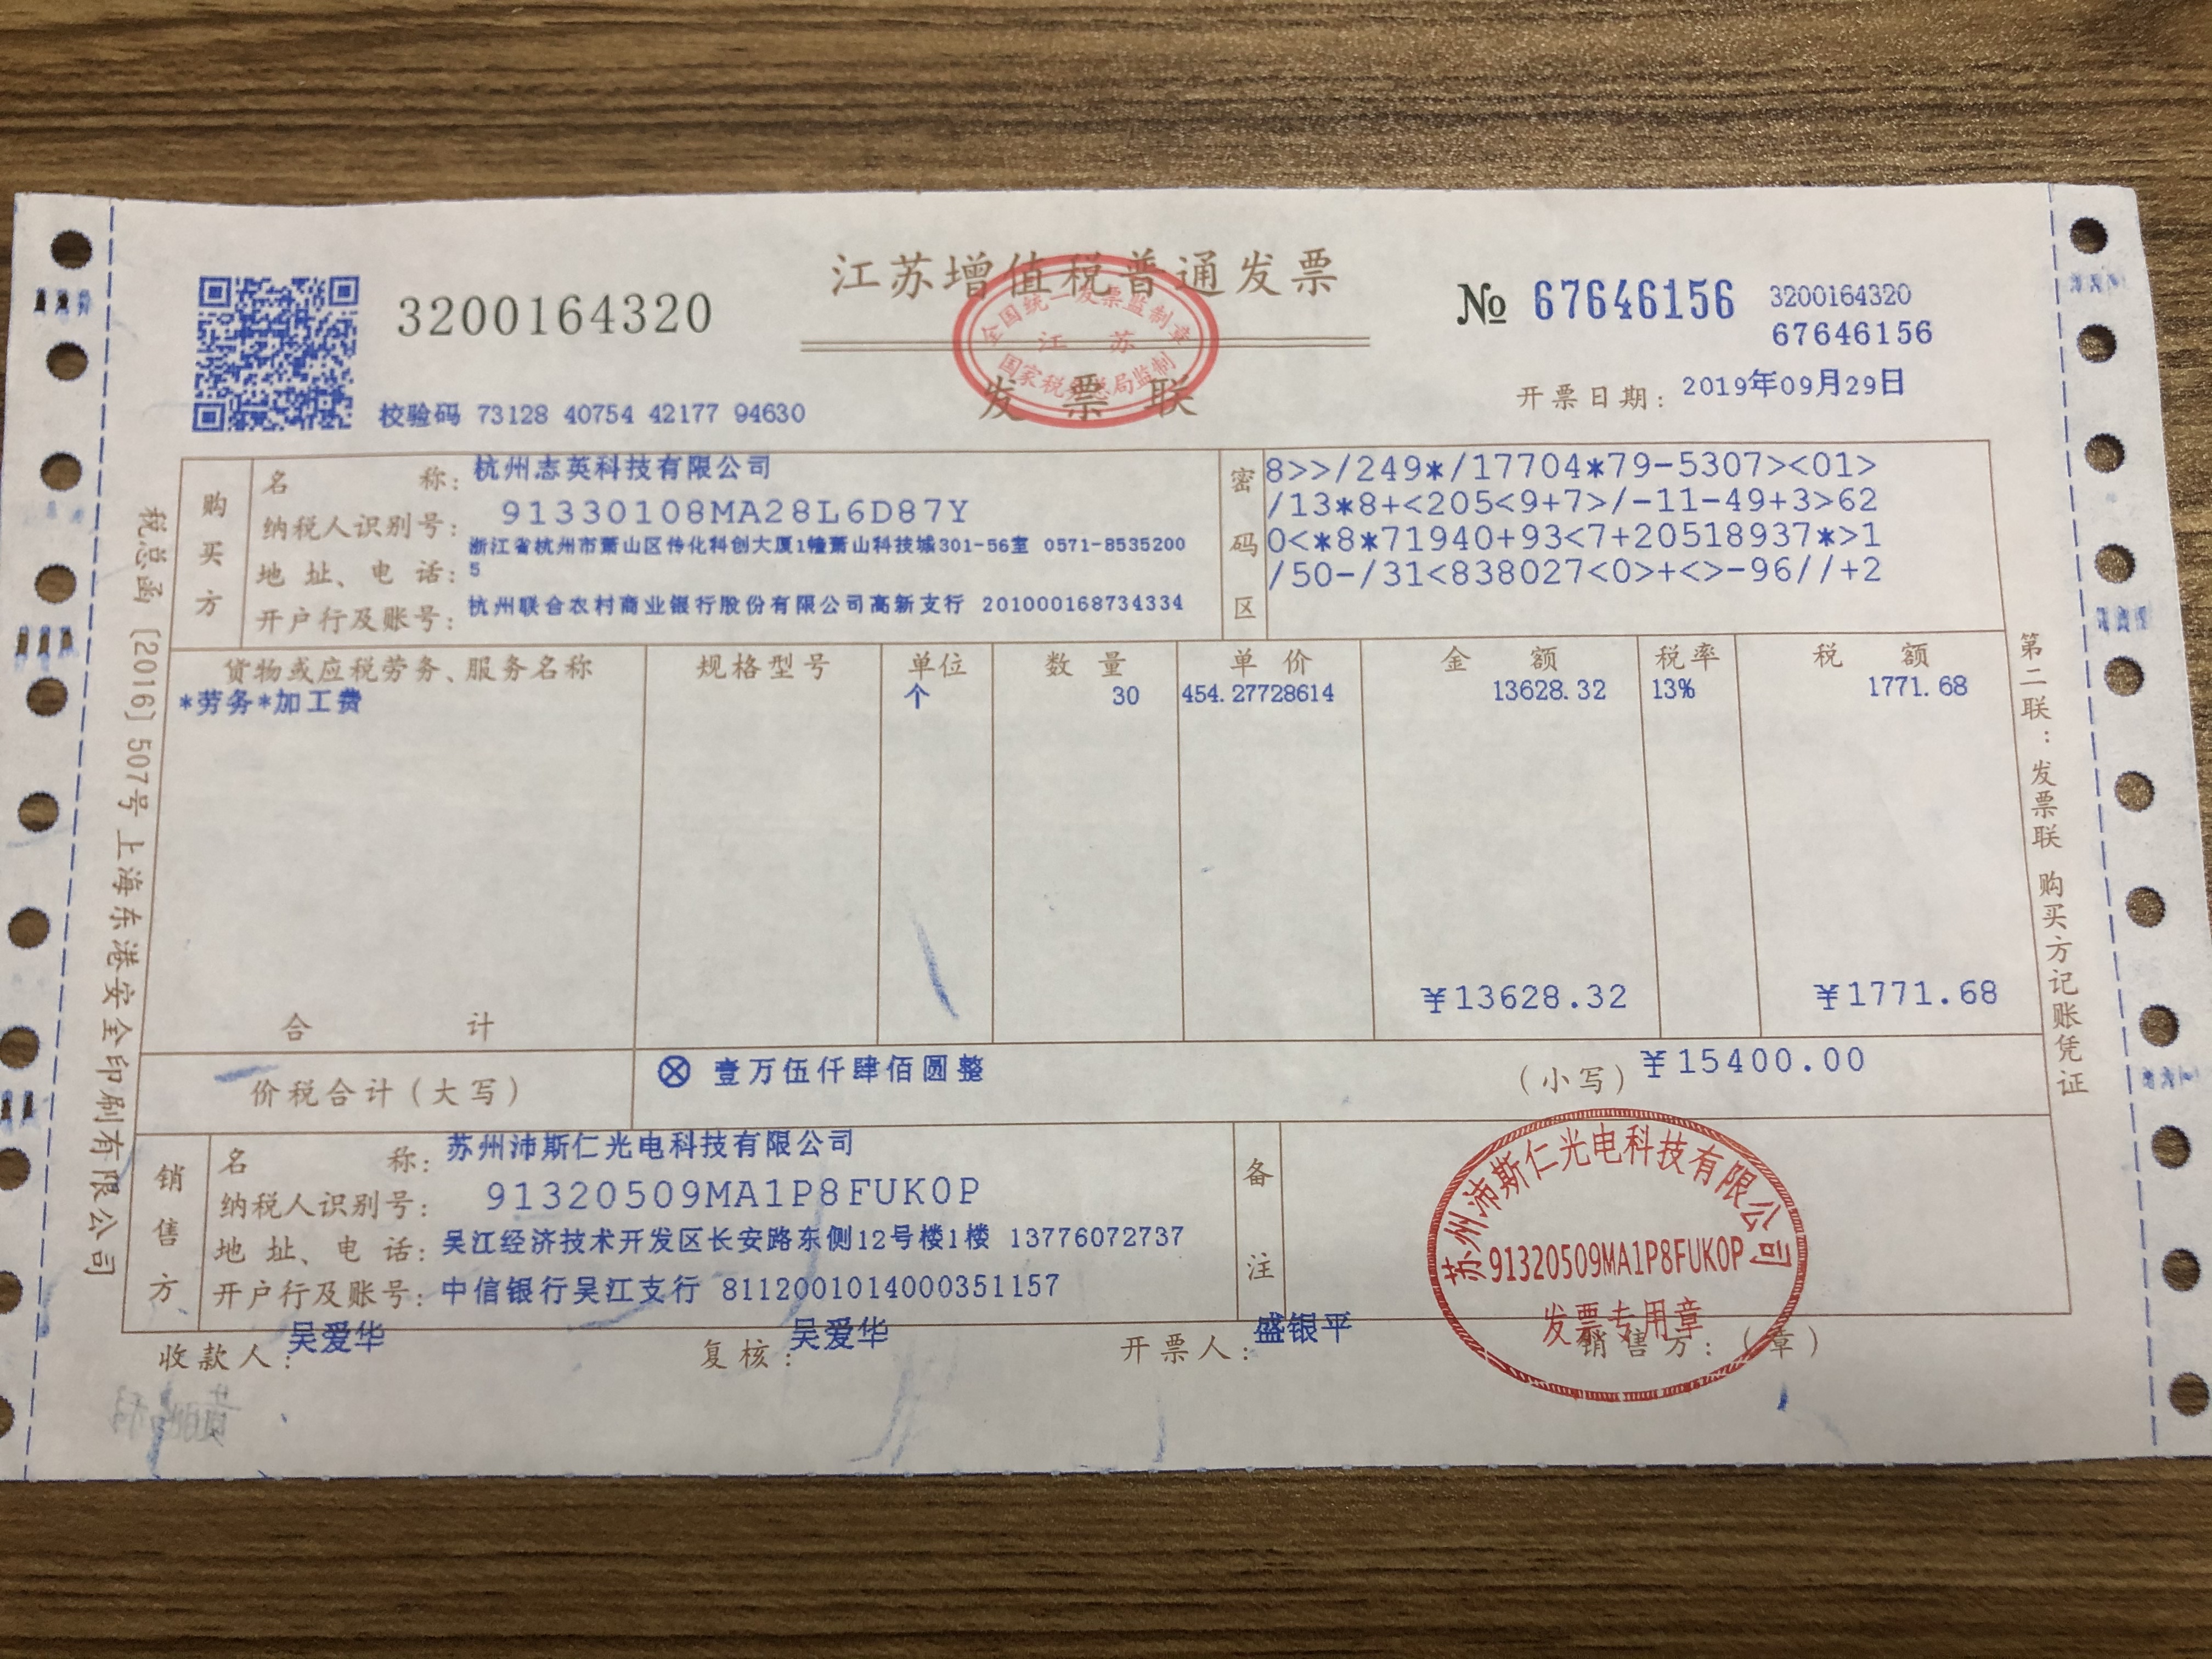 江苏增值税普通发票
全国统一发票监制章
江苏
国家税务总局监制
发票联
3200164320
№ 67646156
3200164320
67646156
校验码 73128 40754 42177 94630
开票日期: 2019年09月29日
购买方
名称: 杭州志英科技有限公司
纳税人识别号: 91330108MA28L6D87Y
地址、电话: 浙江省杭州市萧山区传化科创大厦1幢萧山科技城301-56室 0571-8535200
5
开户行及账号: 杭州联合农村商业银行股份有限公司高新支行 201000168734334
密码区
8>>/249*/17704*79-5307><01>
/13*8+<205<9+7>/-11-49+3>62
0<*8*71940+93<7+20518937*>1
/50-/31<838027<0>+<>-96//+2
货物或应税劳务、服务名称 规格型号 单位 数量 单价 金额 税率 税额
*劳务*加工费 个 30 454.27728614 13628.32 13% 1771.68
合计 ¥13628.32 ¥1771.68
价税合计(大写) ⊗ 壹万伍仟肆佰圆整 (小写) ¥15400.00
销售方
名称: 苏州沛斯仁光电科技有限公司
纳税人识别号: 91320509MA1P8FUK0P
地址、电话: 吴江经济技术开发区长安路东侧12号楼1楼 13776072737
开户行及账号: 中信银行吴江支行 8112001014000351157
备注
苏州沛斯仁光电科技有限公司
91320509MA1P8FUK0P
发票专用章
收款人: 吴爱华 复核: 吴爱华 开票人: 盛银平 销售方:(章)
税总函〔2016〕507号 上海东港安全印刷有限公司
第二联:发票联 购买方记账凭证